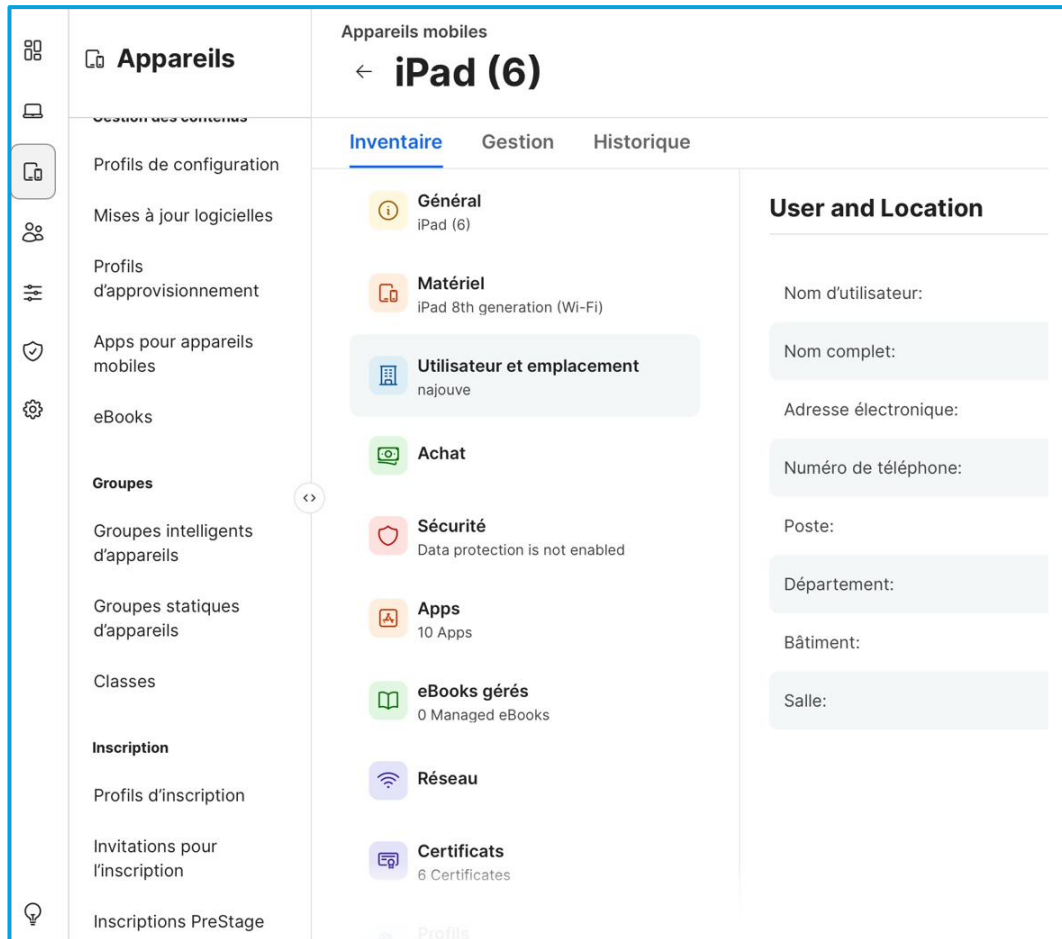 Appareils
Gestion des contenus
Profils de configuration
Mises à jour logicielles
Profils
d’approvisionnement
Apps pour appareils
mobiles
eBooks
Groupes
Groupes intelligents
d’appareils
Groupes statiques
d’appareils
Classes
Inscription
Profils d’inscription
Invitations pour
l’inscription
Inscriptions PreStage
Appareils mobiles
← iPad (6)
Inventaire
Gestion
Historique
Général
iPad (6)
Matériel
iPad 8th generation (Wi-Fi)
Utilisateur et emplacement
najouve
Achat
Sécurité
Data protection is not enabled
Apps
10 Apps
eBooks gérés
0 Managed eBooks
Réseau
Certificats
6 Certificates
Profils
User and Location
Nom d’utilisateur:
Nom complet:
Adresse électronique:
Numéro de téléphone:
Poste:
Département:
Bâtiment:
Salle: